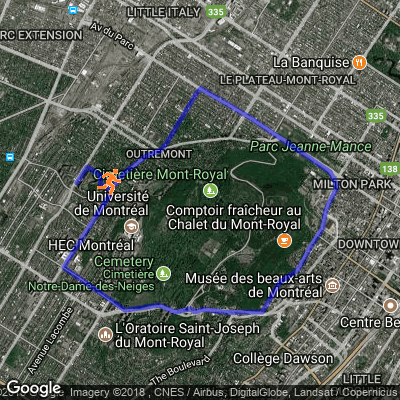 LITTLE ITALY
335
RC EXTENSION
Av du Parc
La Banquise
LE PLATEAU-MONT-ROYAL
335
Parc Jeanne-Mance
OUTREMONT
138
Cimetière Mont-Royal
MILTON PARK
Université
de Montréal
Comptoir fraîcheur au
Chalet du Mont-Royal
HEC Montréal
DOWNTOW
Cemetery
Cimetière
Notre-Dame-des-Neiges
Musée des beaux-arts
de Montréal
Avenue Lacombe
L'Oratoire Saint-Joseph
du Mont-Royal
Centre Be
Collège Dawson
The Boulevard
LITTLE
Google
Imagery ©2018 , CNES / Airbus, DigitalGlobe, Landsat / Copernicus